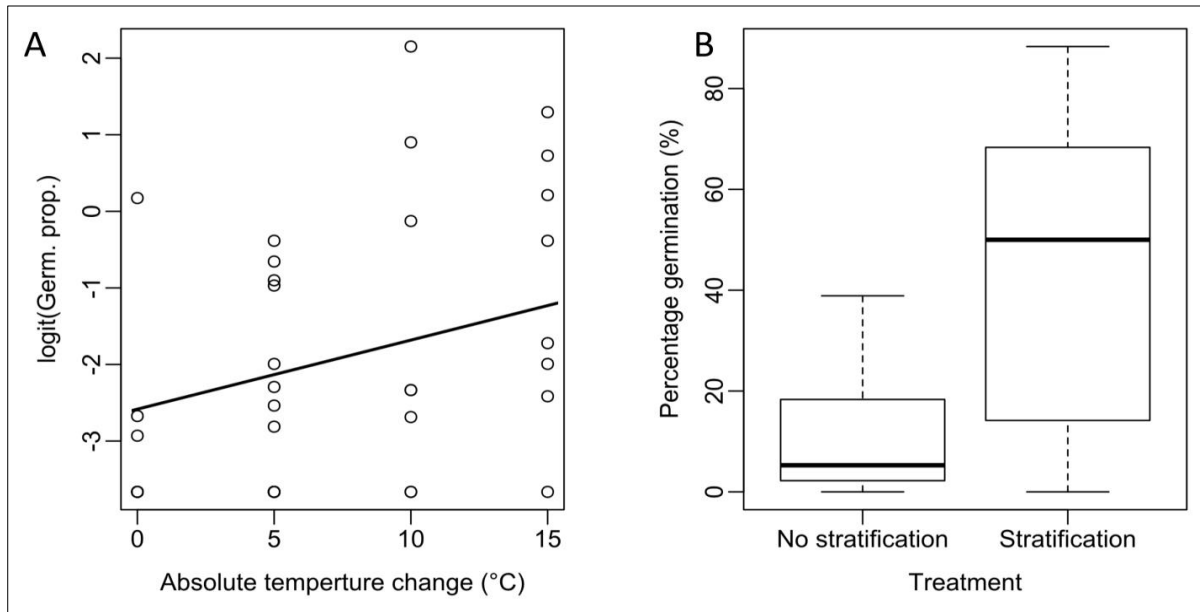 A
logit(Germ. prop.)
2
1
0
-1
-2
-3
0 5 10 15
Absolute temperture change (°C)
B
Percentage germination (%)
80
60
40
20
0
No stratification Stratification
Treatment